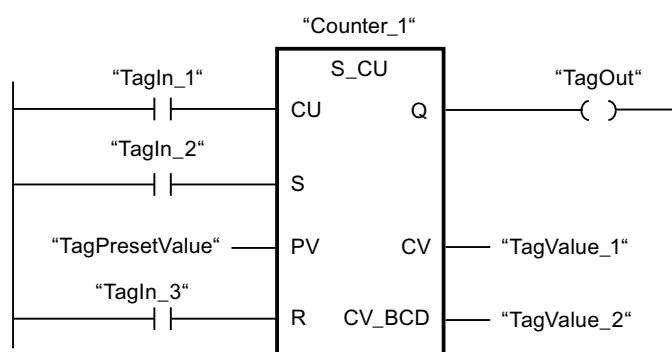 “Counter_1“
S_CU
“TagIn_1“
“TagOut“
CU
Q
“TagIn_2“
S
“TagPresetValue“
PV
CV
“TagValue_1“
“TagIn_3“
R
CV_BCD
“TagValue_2“